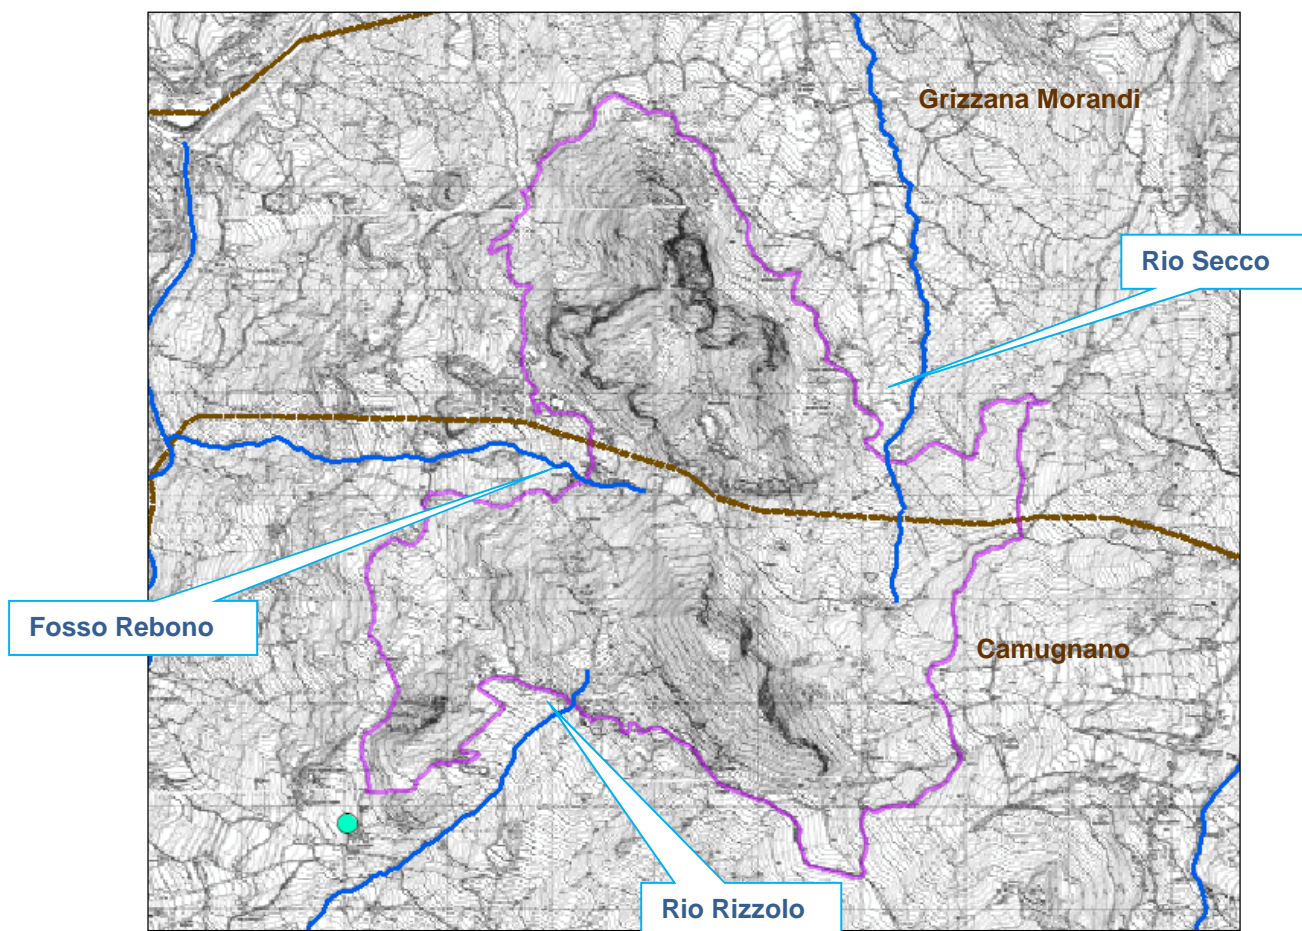 Grizzana Morandi
Rio Secco
Fosso Rebono
Camugnano
Rio Rizzolo